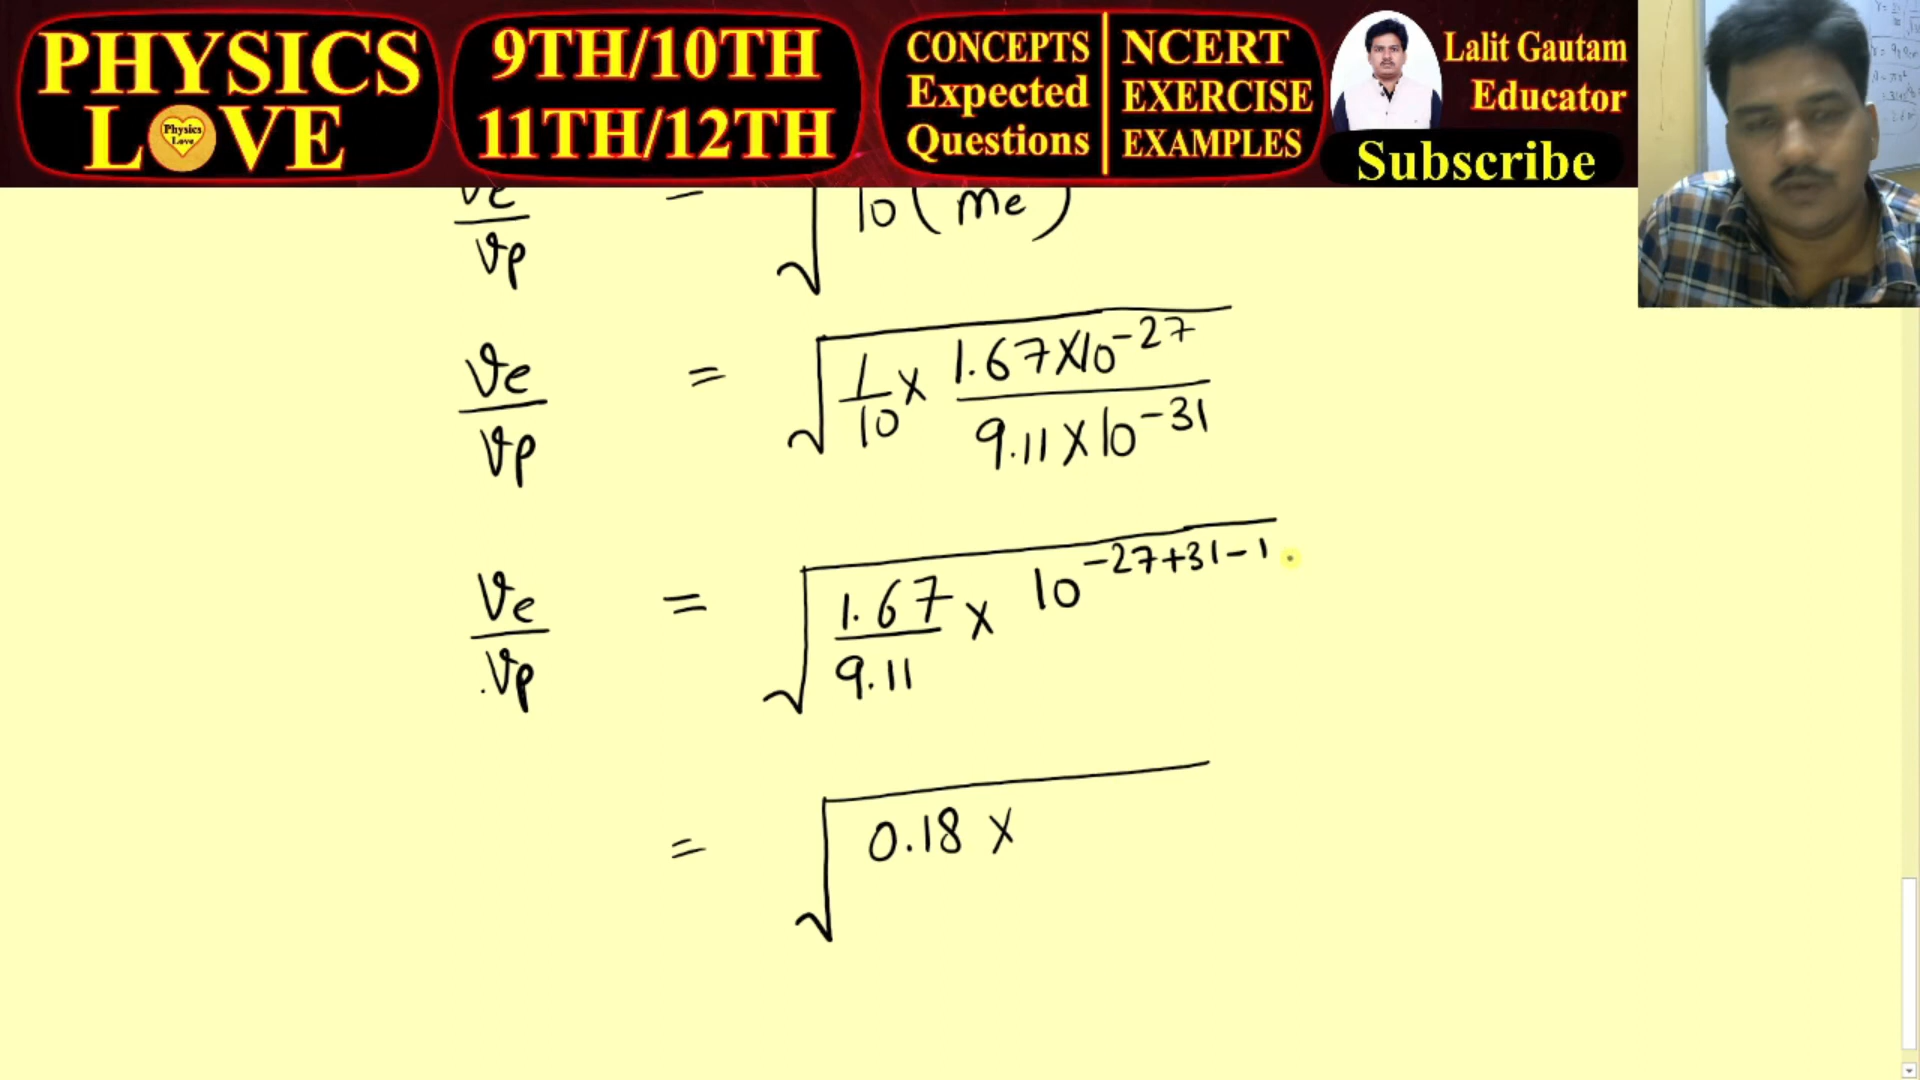 PHYSICS
LOVE
Physics
Love
9TH/10TH
11TH/12TH
CONCEPTS
Expected
Questions
NCERT
EXERCISE
EXAMPLES
Lalit Gautam
Educator
Subscribe
ve/vp = √10(me)
ve/vp = √1/10 × 1.67×10⁻²⁷/9.11×10⁻³¹
ve/vp = √1.67/9.11 × 10⁻²⁷⁺³¹⁻¹
= √0.18 ×